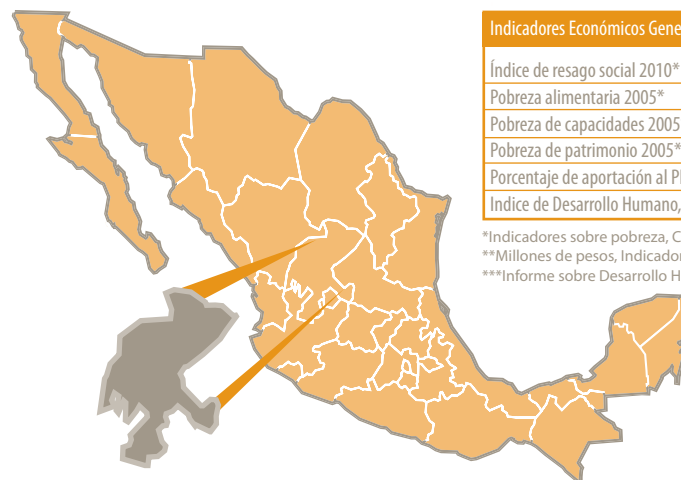 Indicadores Económicos Gene
Índice de resago social 2010*
Pobreza alimentaria 2005*
Pobreza de capacidades 2005
Pobreza de patrimonio 2005*
Porcentaje de aportación al P
Indice de Desarrollo Humano,
*Indicadores sobre pobreza, C
**Millones de pesos, Indicador
***Informe sobre Desarrollo H